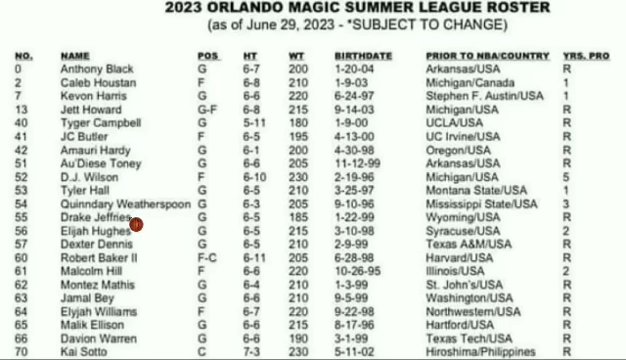 2023 ORLANDO MAGIC SUMMER LEAGUE ROSTER
(as of June 29, 2023 - *SUBJECT TO CHANGE)
NO. NAME POS HT WT BIRTHDATE PRIOR TO NBA/COUNTRY YRS. PRO
0 Anthony Black G 6-7 200 1-20-04 Arkansas/USA R
2 Caleb Houstan F 6-8 210 1-9-03 Michigan/Canada 1
7 Kevon Harris G 6-6 220 6-24-97 Stephen F. Austin/USA 1
13 Jett Howard G-F 6-8 215 9-14-03 Michigan/USA R
40 Tyger Campbell G 5-11 180 1-9-00 UCLA/USA R
41 JC Butler F 6-5 195 4-13-00 UC Irvine/USA R
42 Amauri Hardy G 6-1 200 4-30-98 Oregon/USA R
51 Au'Diese Toney G 6-6 205 11-12-99 Arkansas/USA R
52 D.J. Wilson F 6-10 230 2-19-96 Michigan/USA 5
53 Tyler Hall G 6-5 210 3-25-97 Montana State/USA 1
54 Quinndary Weatherspoon G 6-3 205 9-10-96 Mississippi State/USA 3
55 Drake Jeffries G 6-5 185 1-22-99 Wyoming/USA R
56 Elijah Hughes G 6-5 215 3-10-98 Syracuse/USA 2
57 Dexter Dennis G 6-5 210 2-9-99 Texas A&M/USA R
60 Robert Baker II F-C 6-11 205 6-28-98 Harvard/USA R
61 Malcolm Hill F 6-6 220 10-26-95 Illinois/USA 2
62 Montez Mathis G 6-4 210 1-3-99 St. John's/USA R
63 Jamal Bey G 6-6 210 9-5-99 Washington/USA R
64 Elyjah Williams F 6-7 220 9-22-98 Northwestern/USA R
65 Malik Ellison G 6-6 215 8-17-96 Hartford/USA R
66 Davion Warren G 6-6 190 3-1-99 Texas Tech/USA R
70 Kai Sotto C 7-3 230 5-11-02 Hiroshima/Philippines R